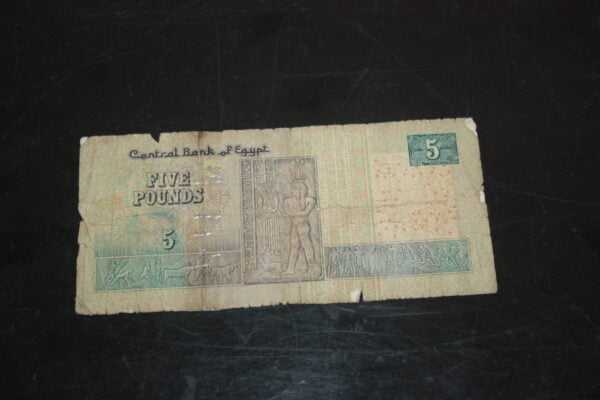 Central Bank of Egypt
FIVE
POUNDS
5
5